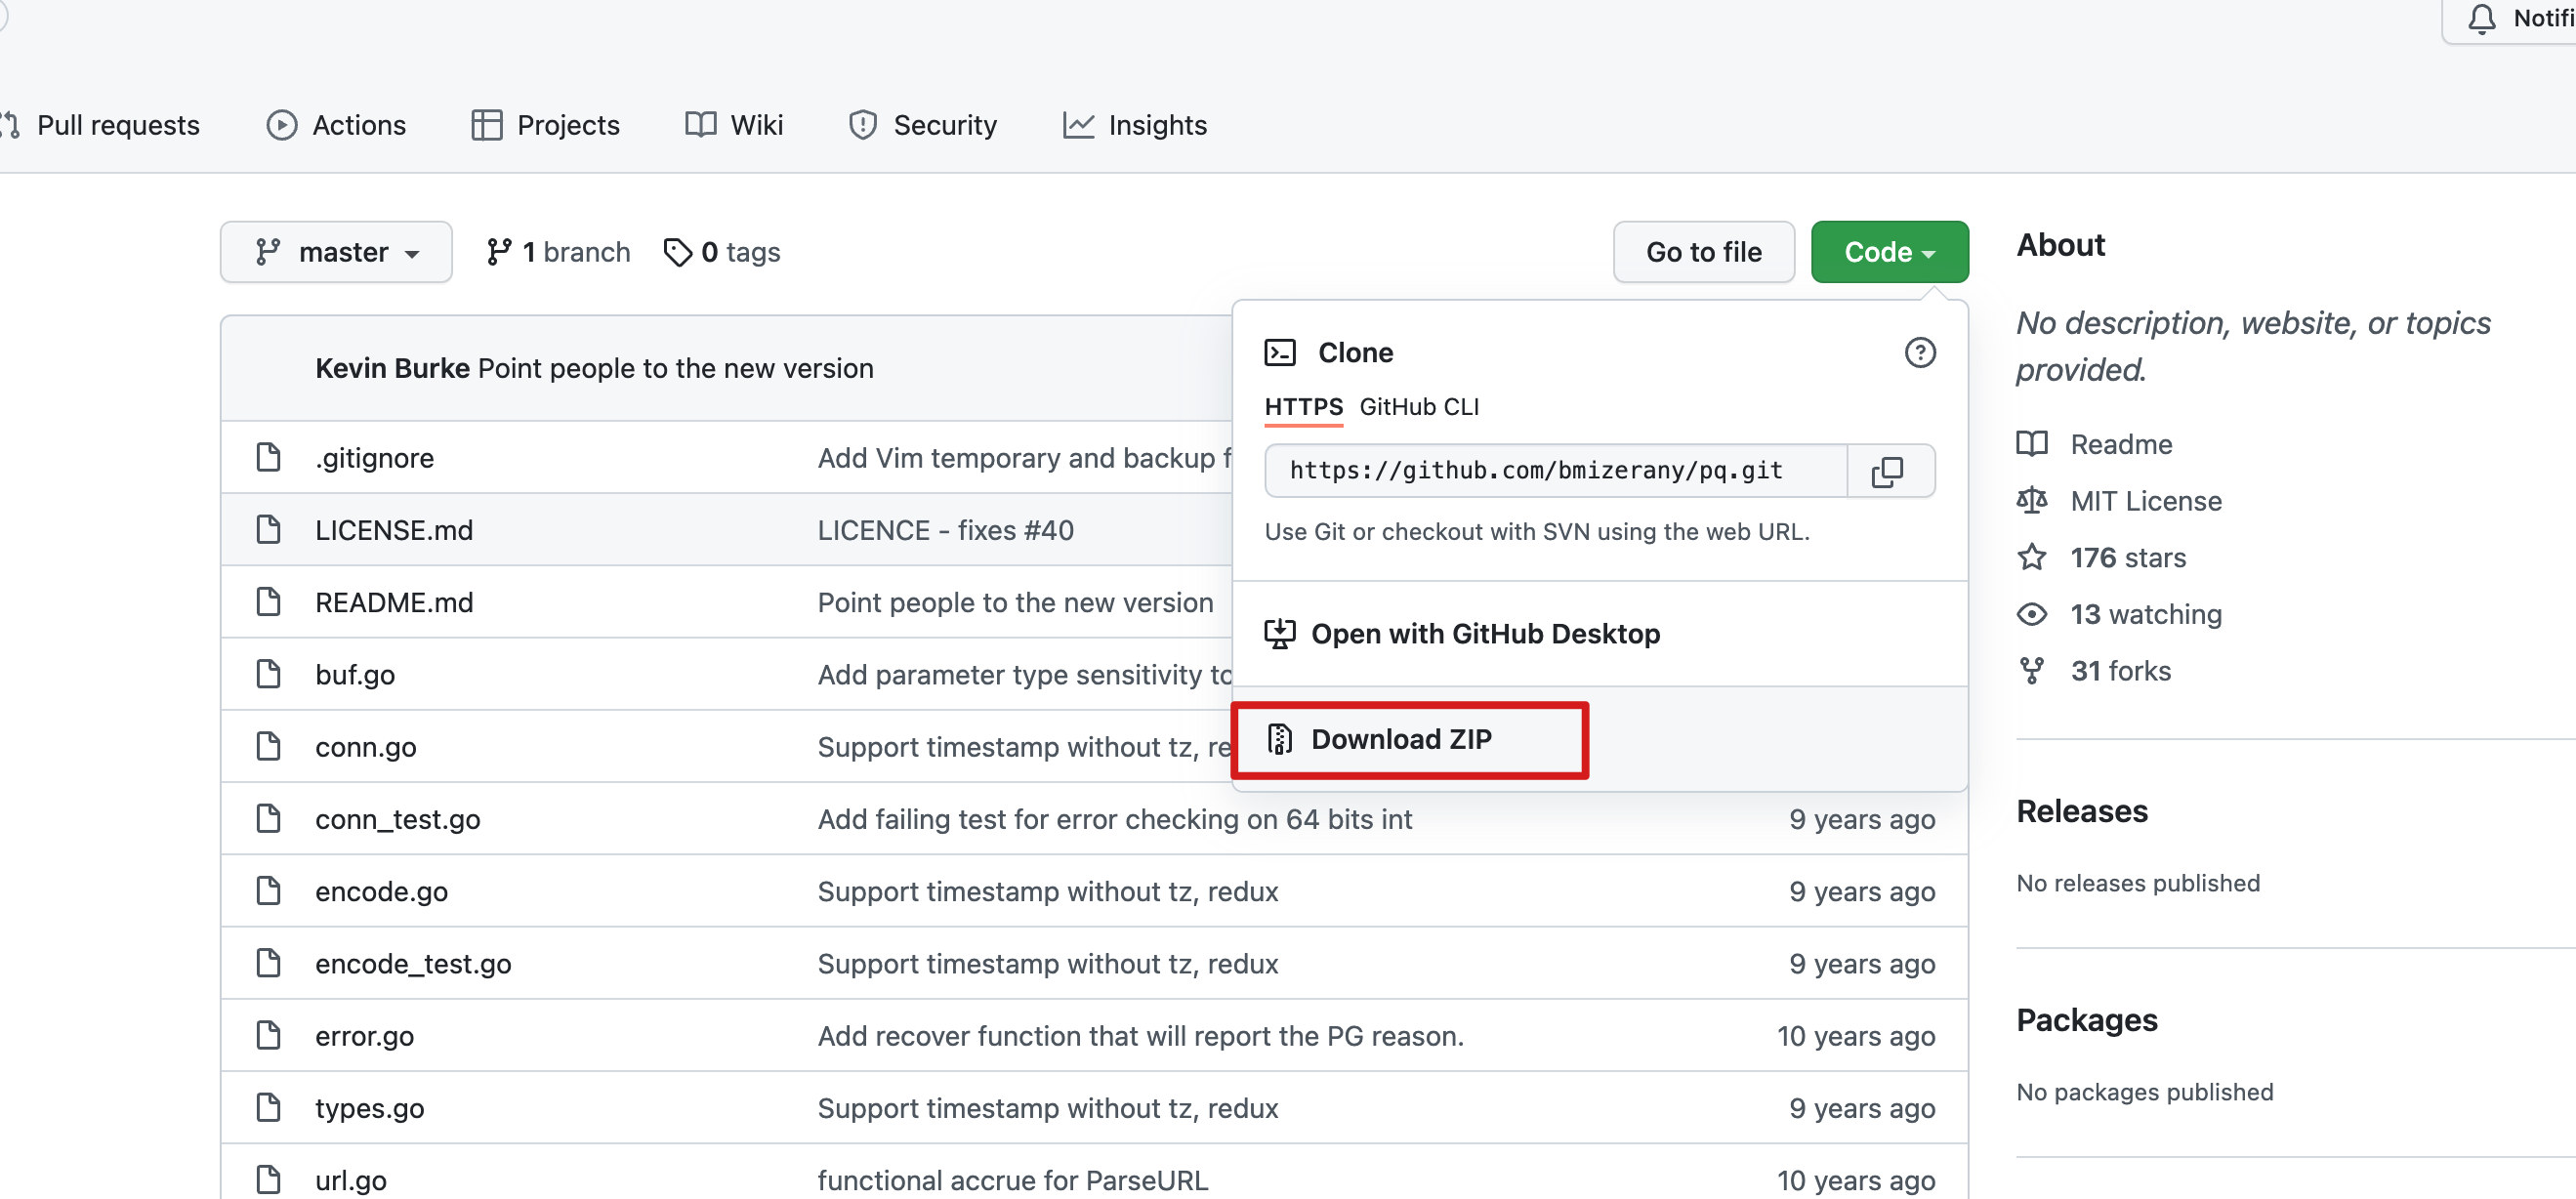 Notifi
Pull requests
Actions
Projects
Wiki
Security
Insights
master
1 branch
0 tags
Go to file
Code
Kevin Burke Point people to the new version
.gitignore Add Vim temporary and backup f
LICENSE.md LICENCE - fixes #40
README.md Point people to the new version
buf.go Add parameter type sensitivity to
conn.go Support timestamp without tz, re
conn_test.go Add failing test for error checking on 64 bits int 9 years ago
encode.go Support timestamp without tz, redux 9 years ago
encode_test.go Support timestamp without tz, redux 9 years ago
error.go Add recover function that will report the PG reason. 10 years ago
types.go Support timestamp without tz, redux 9 years ago
url.go functional accrue for ParseURL 10 years ago
Clone
HTTPS GitHub CLI
https://github.com/bmizerany/pq.git
Use Git or checkout with SVN using the web URL.
Open with GitHub Desktop
Download ZIP
About
No description, website, or topics
provided.
Readme
MIT License
176 stars
13 watching
31 forks
Releases
No releases published
Packages
No packages published